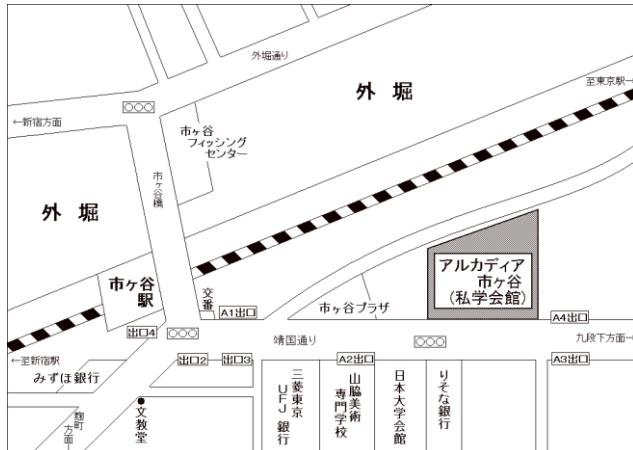 外堀通り
至東京駅→
外堀
←新宿方面
市ヶ谷
フィッシング
センター
市ヶ谷橋
外堀
市ヶ谷
駅
交番
A1出口
市ヶ谷プラザ
アルカディア
市ヶ谷
(私学会館)
A4出口
出口4
靖国通り
九段下方面→
←至新宿駅
出口2
出口3
A2出口
A3出口
みずほ銀行
麹町
方面→
文教堂
三菱東京
UFJ銀行
山脇美術
専門学校
日本大学会館
りそな銀行